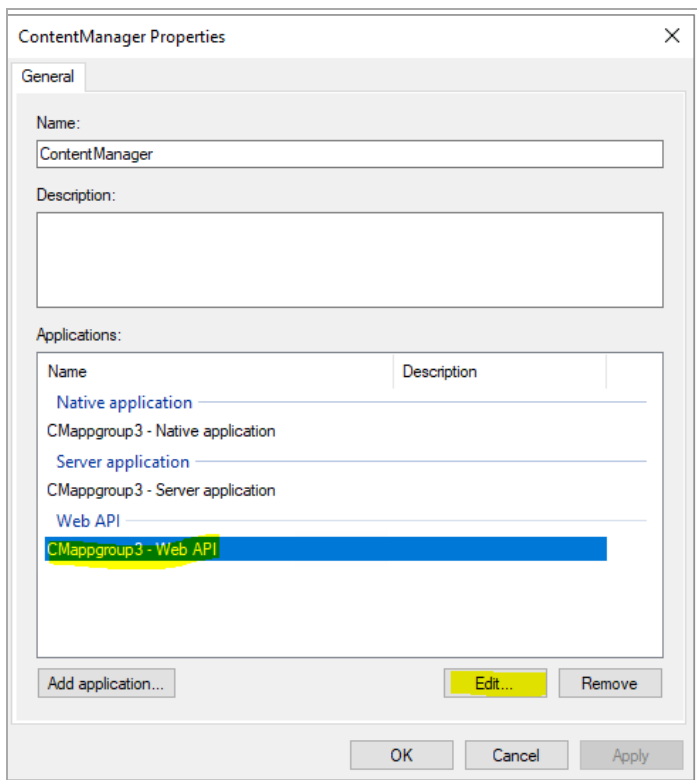 ContentManager Properties
General
Name:
ContentManager
Description:
Applications:
Name Description
Native application
CMappgroup3 - Native application
Server application
CMappgroup3 - Server application
Web API
CMappgroup3 - Web API
Add application... Edit... Remove
OK Cancel Apply